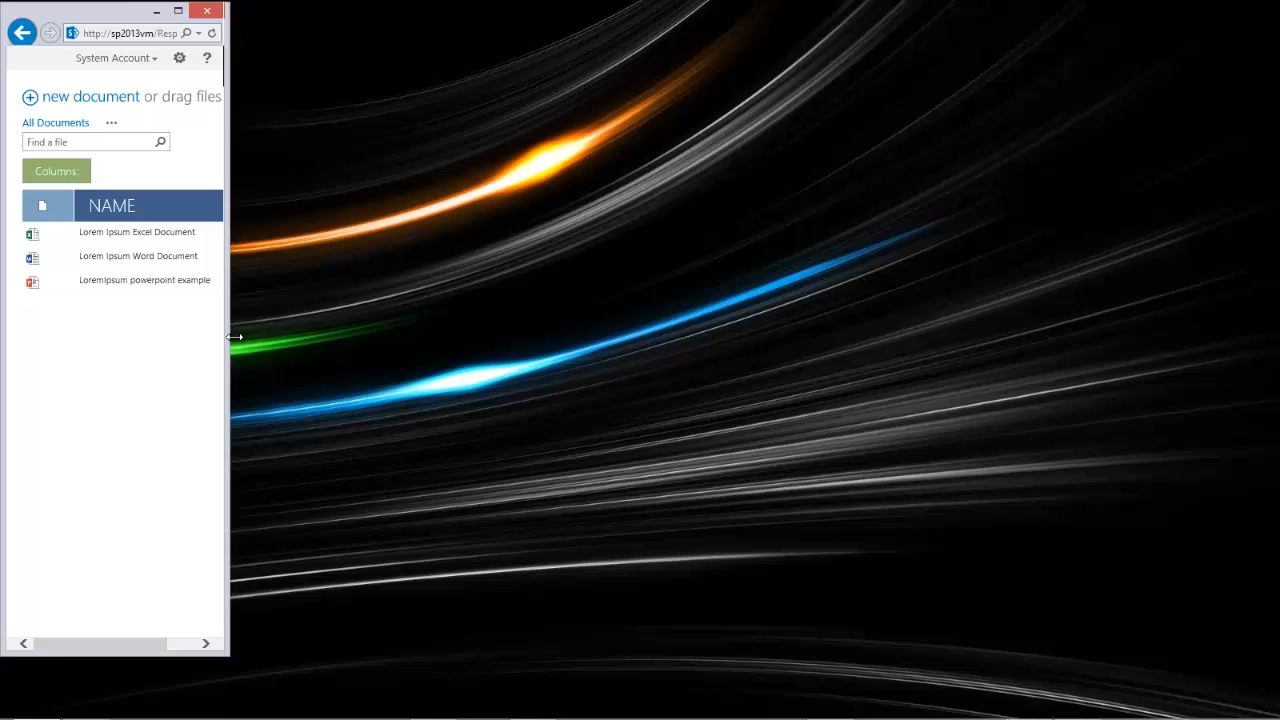 http://sp2013vm/Resp
System Account
?
new document or drag files
All Documents ...
Find a file
Columns:
NAME
Lorem Ipsum Excel Document
Lorem Ipsum Word Document
LoremIpsum powerpoint example